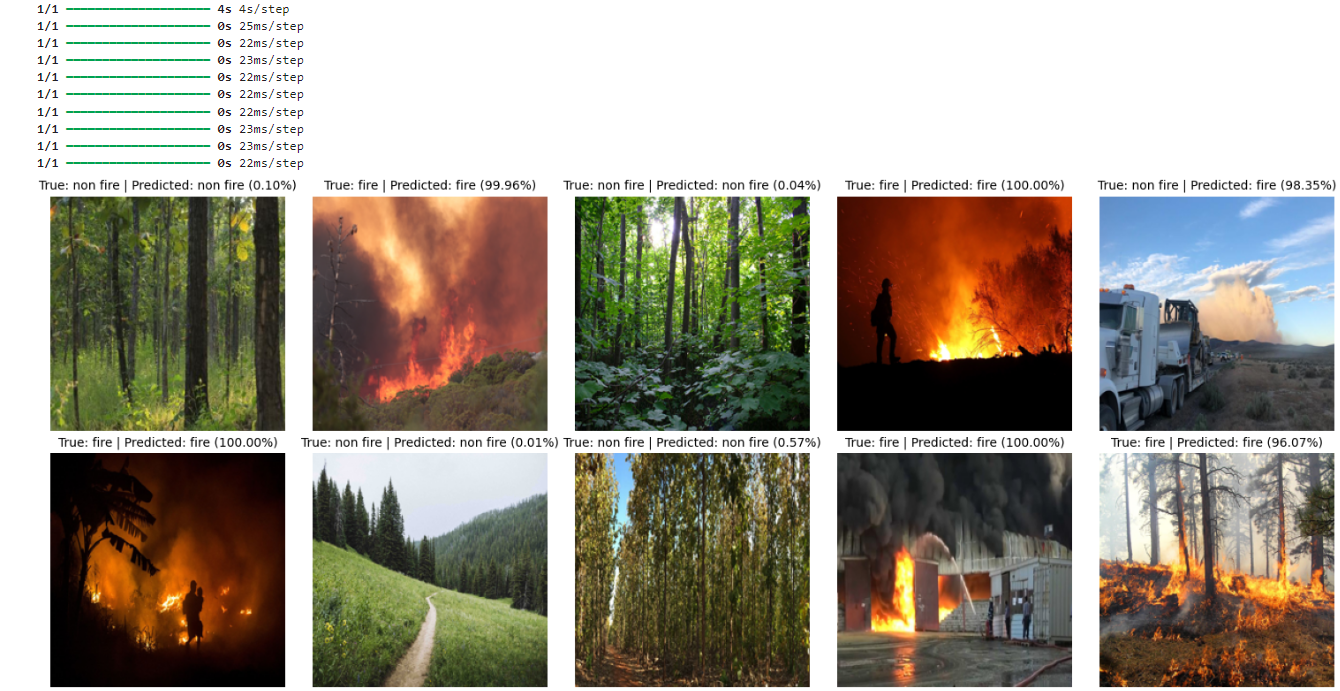 1/1 ━━━━━━━━━━━━━━━━━━━━ 4s 4s/step
1/1 ━━━━━━━━━━━━━━━━━━━━ 0s 25ms/step
1/1 ━━━━━━━━━━━━━━━━━━━━ 0s 22ms/step
1/1 ━━━━━━━━━━━━━━━━━━━━ 0s 23ms/step
1/1 ━━━━━━━━━━━━━━━━━━━━ 0s 22ms/step
1/1 ━━━━━━━━━━━━━━━━━━━━ 0s 22ms/step
1/1 ━━━━━━━━━━━━━━━━━━━━ 0s 22ms/step
1/1 ━━━━━━━━━━━━━━━━━━━━ 0s 23ms/step
1/1 ━━━━━━━━━━━━━━━━━━━━ 0s 23ms/step
1/1 ━━━━━━━━━━━━━━━━━━━━ 0s 22ms/step
True: non fire | Predicted: non fire (0.10%)
True: fire | Predicted: fire (99.96%)
True: non fire | Predicted: non fire (0.04%)
True: fire | Predicted: fire (100.00%)
True: non fire | Predicted: fire (98.35%)
True: fire | Predicted: fire (100.00%)
True: non fire | Predicted: non fire (0.01%)
True: non fire | Predicted: non fire (0.57%)
True: fire | Predicted: fire (100.00%)
True: fire | Predicted: fire (96.07%)